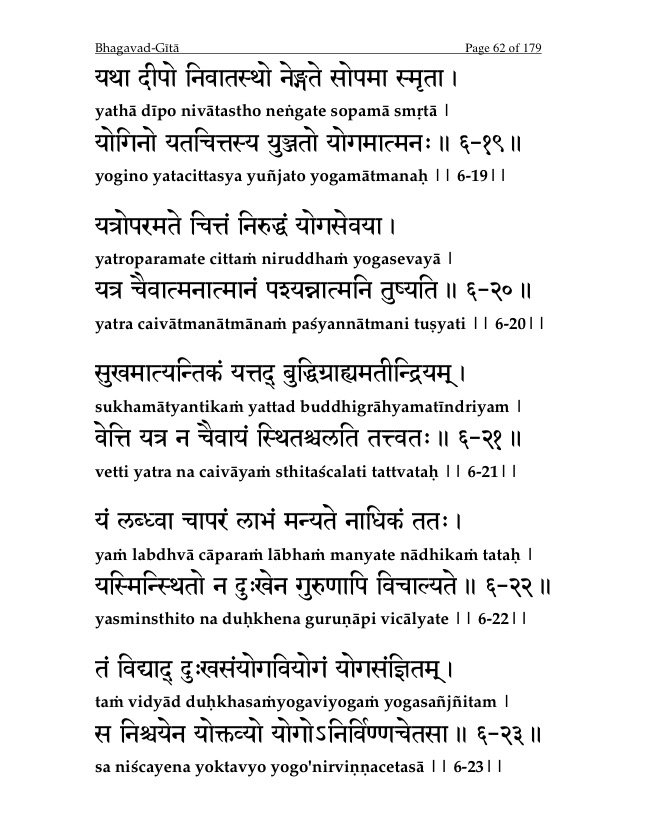 Bhagavad-Gītā Page 62 of 179
यथा दीपो निवातस्थो नेङ्गते सोपमा स्मृता ।
yathā dīpo nivātastho neṅgate sopamā smṛtā |
योगिनो यतचित्तस्य युञ्जतो योगमात्मनः ॥ ६-१९॥
yogino yatacittasya yuñjato yogamātmanaḥ || 6-19||
यत्रोपरमते चित्तं निरुद्धं योगसेवया ।
yatroparamate cittaṁ niruddhaṁ yogasevayā |
यत्र चैवात्मनात्मानं पश्यन्नात्मनि तुष्यति ॥ ६-२०॥
yatra caivātmanātmānaṁ paśyannātmani tuṣyati || 6-20||
सुखमात्यन्तिकं यत्तद् बुद्धिग्राह्यमतीन्द्रियम् ।
sukhamātyantikaṁ yattad buddhigrāhyamatīndriyam |
वेत्ति यत्र न चैवायं स्थितश्चलति तत्त्वतः ॥ ६-२१॥
vetti yatra na caivāyaṁ sthitaścalati tattvataḥ || 6-21||
यं लब्ध्वा चापरं लाभं मन्यते नाधिकं ततः ।
yaṁ labdhvā cāparaṁ lābhaṁ manyate nādhikaṁ tataḥ |
यस्मिन्स्थितो न दुःखेन गुरुणापि विचाल्यते ॥ ६-२२॥
yasminsthito na duḥkhena guruṇāpi vicālyate || 6-22||
तं विद्याद् दुःखसंयोगवियोगं योगसंज्ञितम् ।
taṁ vidyād duḥkhasaṁyogaviyogaṁ yogasañjñitam |
स निश्चयेन योक्तव्यो योगोऽनिर्विण्णचेतसा ॥ ६-२३॥
sa niścayena yoktavyo yogo'nirviṇṇacetasā || 6-23||